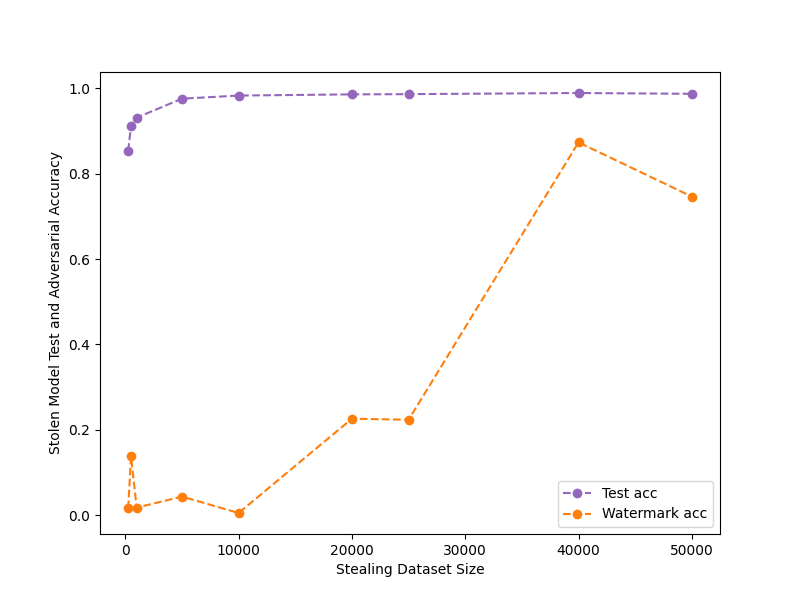 1.0
0.8
0.6
0.4
0.2
0.0
Stolen Model Test and Adversarial Accuracy
Test acc
Watermark acc
0 10000 20000 30000 40000 50000
Stealing Dataset Size